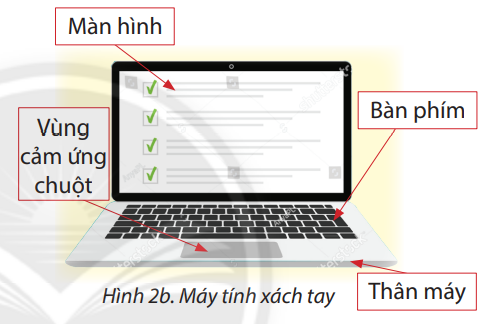 Màn hình
Vùng
cảm ứng
chuột
Bàn phím
Thân máy
Hình 2b. Máy tính xách tay